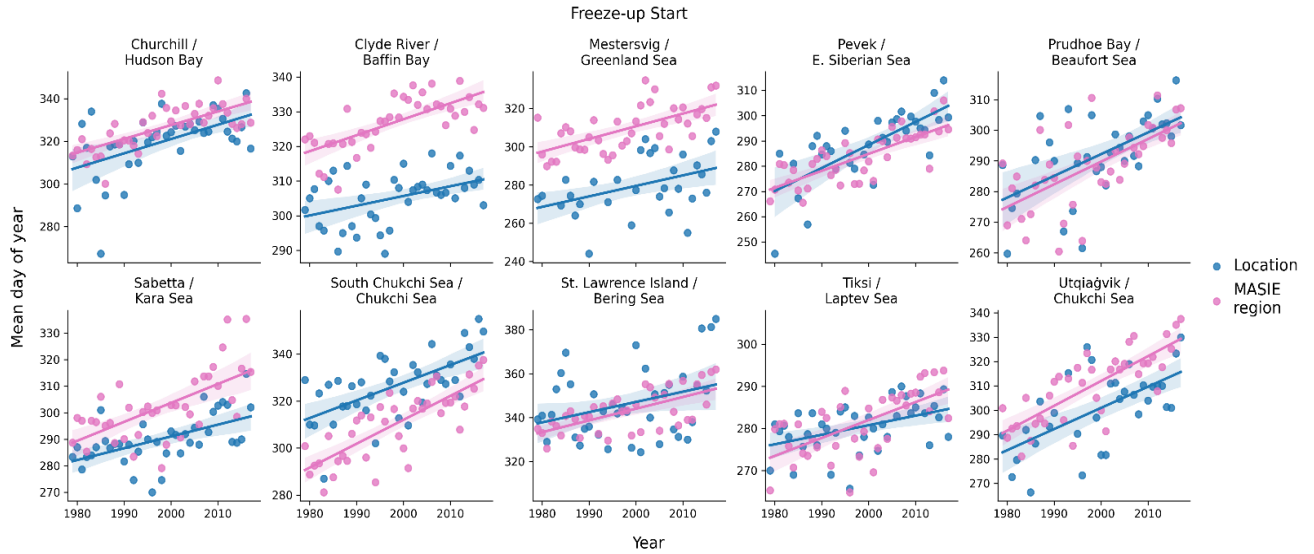 Freeze-up Start
Churchill /
Hudson Bay
Clyde River /
Baffin Bay
Mestersvig /
Greenland Sea
Pevek /
E. Siberian Sea
Prudhoe Bay /
Beaufort Sea
340
320
300
280
340
330
320
310
300
290
320
300
280
260
240
310
300
290
280
270
260
250
310
300
290
280
270
260
Sabetta /
Kara Sea
South Chukchi Sea /
Chukchi Sea
St. Lawrence Island /
Bering Sea
Tiksi /
Laptev Sea
Utqiaġvik /
Chukchi Sea
330
320
310
300
290
280
270
340
320
300
280
380
360
340
320
300
290
280
270
340
330
320
310
300
290
280
270
1980 1990 2000 2010
1980 1990 2000 2010
1980 1990 2000 2010
1980 1990 2000 2010
1980 1990 2000 2010
Mean day of year
Year
Location
MASIE
region